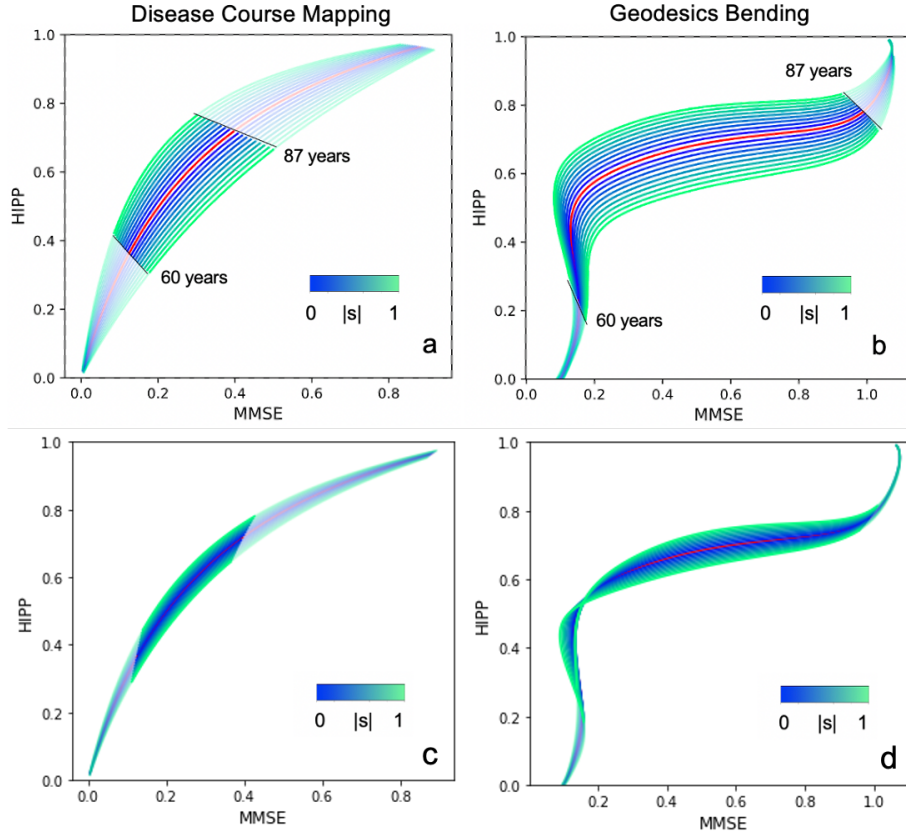 Disease Course Mapping
Geodesics Bending
1.0
0.8
0.6
0.4
0.2
0.0
HIPP
87 years
60 years
0 |s| 1
a
0.0 0.2 0.4 0.6 0.8
MMSE
1.0
0.8
0.6
0.4
0.2
0.0
HIPP
87 years
60 years
0 |s| 1
b
0.0 0.2 0.4 0.6 0.8 1.0
MMSE
1.0
0.8
0.6
0.4
0.2
0.0
HIPP
0 |s| 1
c
0.0 0.2 0.4 0.6 0.8
MMSE
1.0
0.8
0.6
0.4
0.2
0.0
HIPP
0 |s| 1
d
0.2 0.4 0.6 0.8 1.0
MMSE